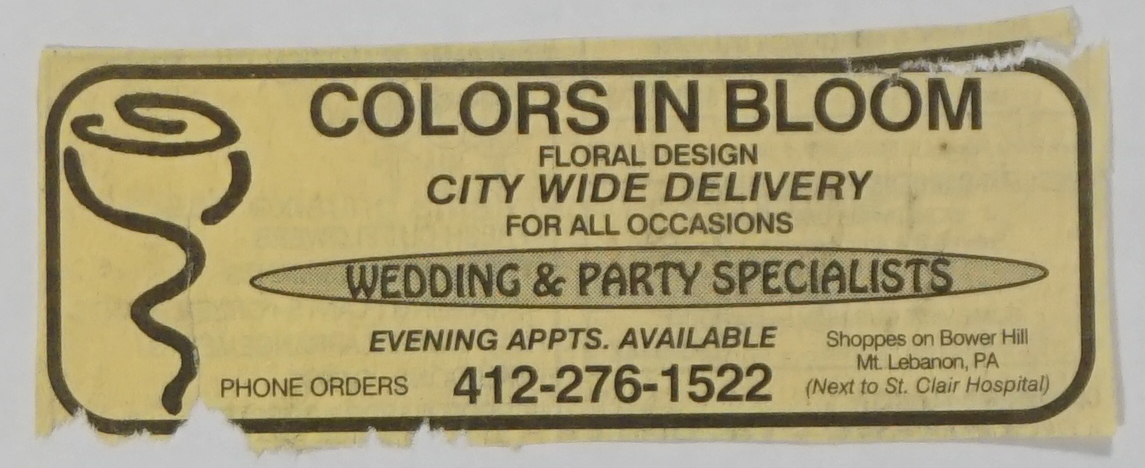 COLORS IN BLOOM
FLORAL DESIGN
CITY WIDE DELIVERY
FOR ALL OCCASIONS
WEDDING & PARTY SPECIALISTS
EVENING APPTS. AVAILABLE
PHONE ORDERS 412-276-1522
Shoppes on Bower Hill
Mt. Lebanon, PA
(Next to St. Clair Hospital)